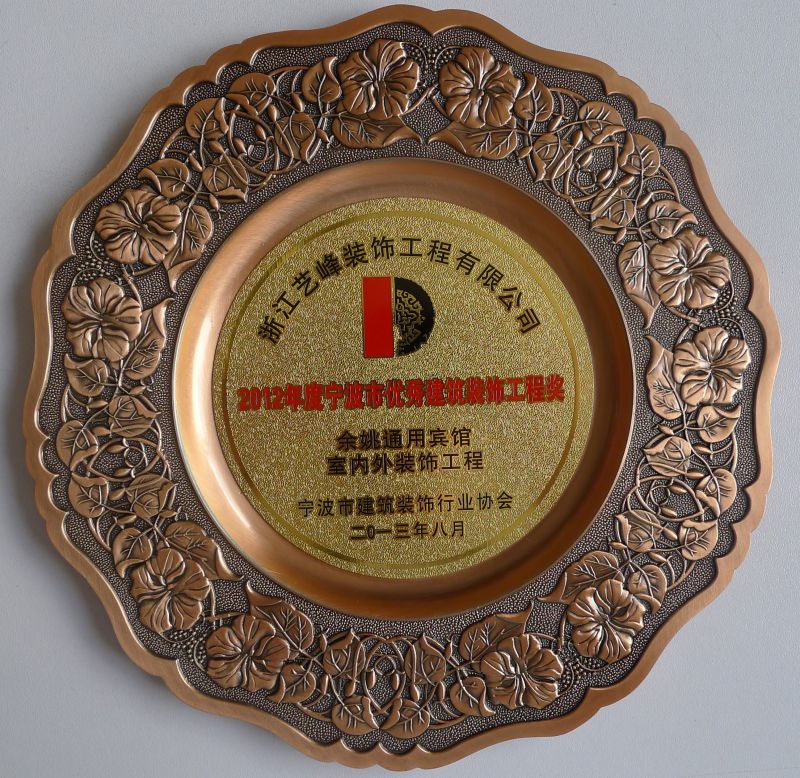 浙江艺峰装饰工程有限公司
2012年度宁波市优秀建筑装饰工程奖
余姚通用宾馆
室内外装饰工程
宁波市建筑装饰行业协会
二0一三年八月